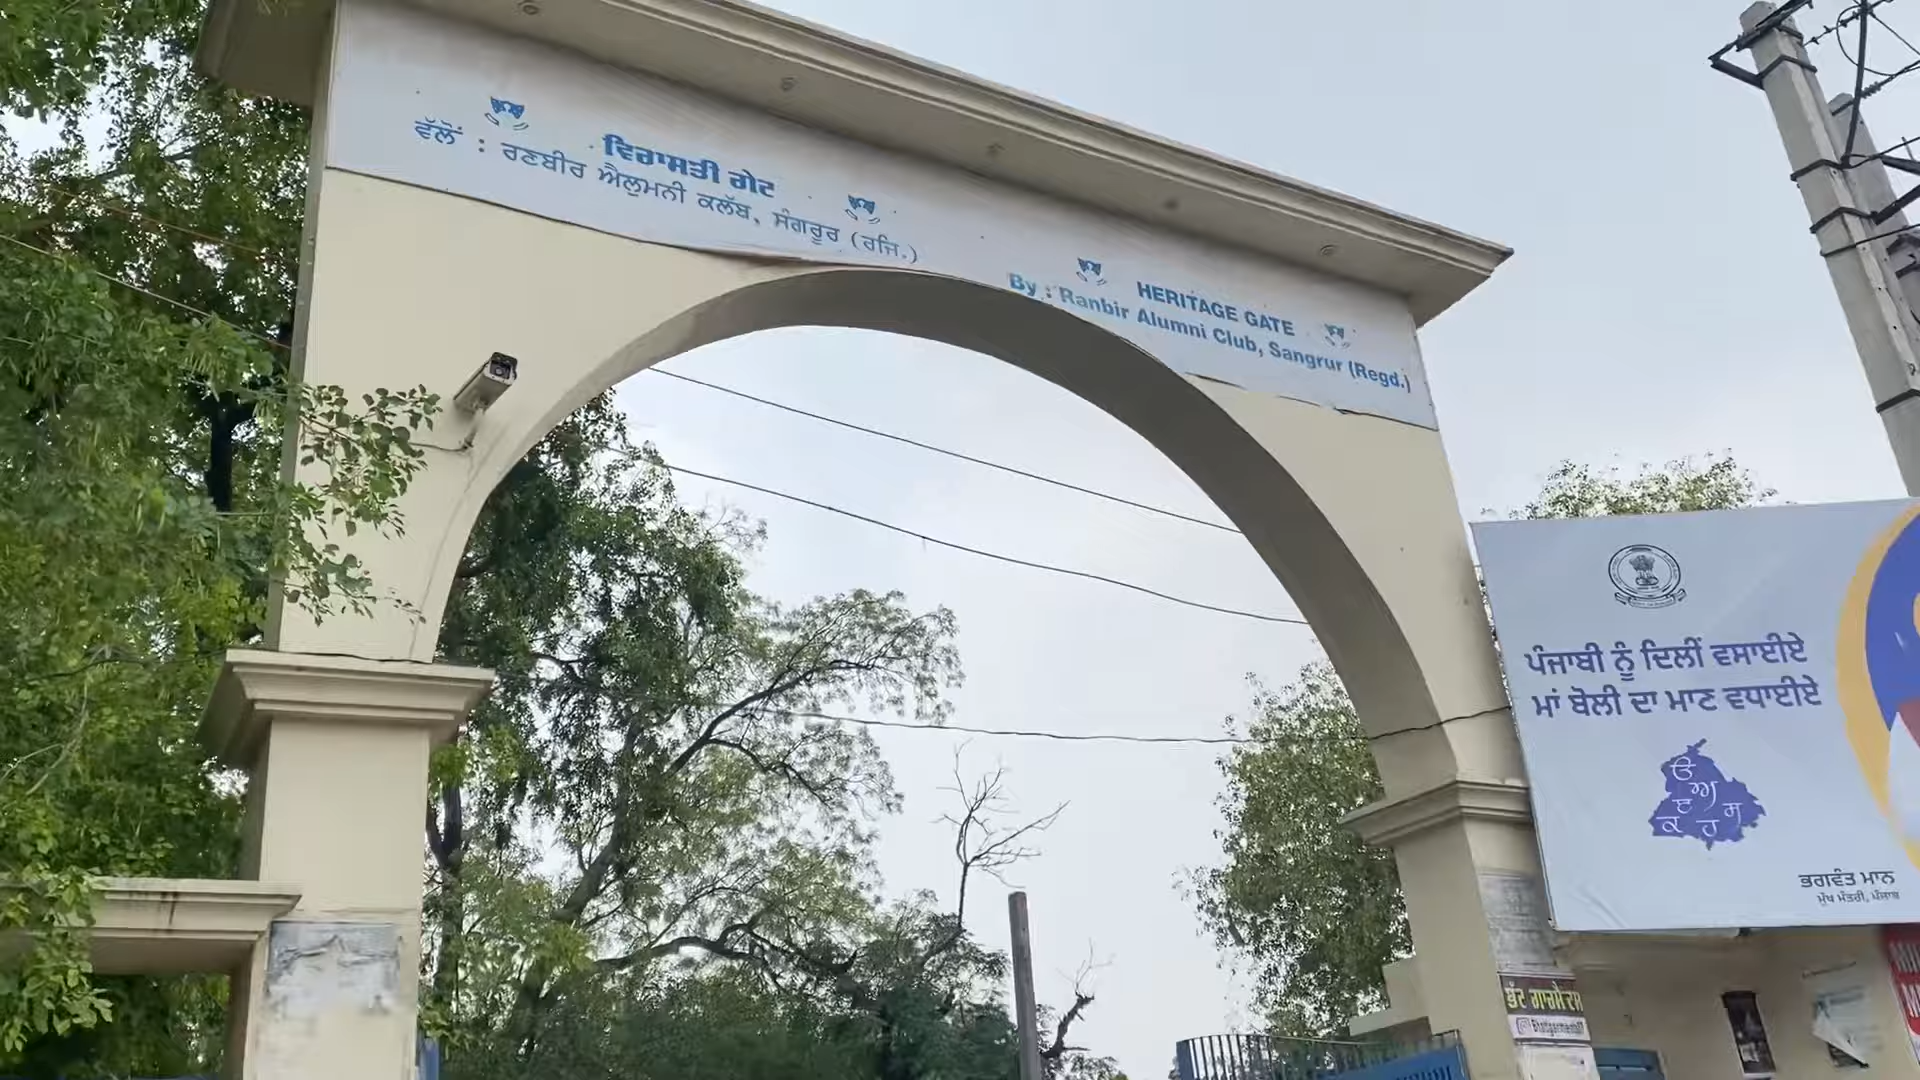 ਵਿਰਾਸਤੀ ਗੇਟ
ਵੱਲੋਂ : ਰਣਬੀਰ ਐਲੂਮਨੀ ਕਲੱਬ, ਸੰਗਰੂਰ (ਰਜਿ.)
HERITAGE GATE
By : Ranbir Alumni Club, Sangrur (Regd.)
ਪੰਜਾਬੀ ਨੂੰ ਦਿਲੀਂ ਵਸਾਈਏ
ਮਾਂ ਬੋਲੀ ਦਾ ਮਾਣ ਵਧਾਈਏ
ੳ
ਅ
ੲ ਸ
ਕ ਹ
ਭਗਵੰਤ ਮਾਨ
ਮੁੱਖ ਮੰਤਰੀ, ਪੰਜਾਬ